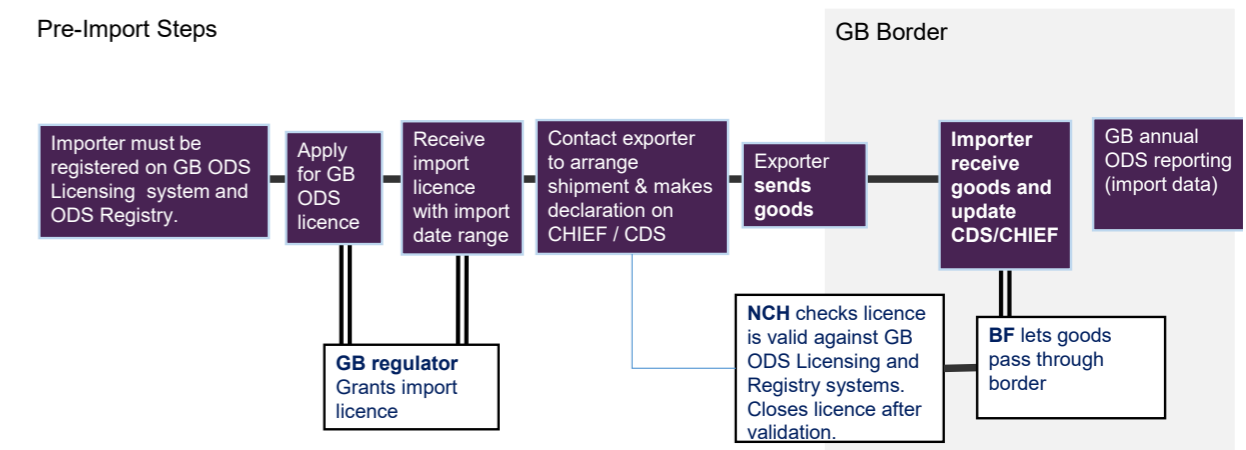 Pre-Import Steps
GB Border
Importer must be
registered on GB ODS
Licensing system and
ODS Registry.
Apply
for GB
ODS
licence
Receive
import
licence
with import
date range
Contact exporter
to arrange
shipment & makes
declaration on
CHIEF / CDS
Exporter
sends
goods
Importer
receive
goods and
update
CDS/CHIEF
GB annual
ODS reporting
(import data)
GB regulator
Grants import
licence
NCH checks licence
is valid against GB
ODS Licensing and
Registry systems.
Closes licence after
validation.
BF lets goods
pass through
border